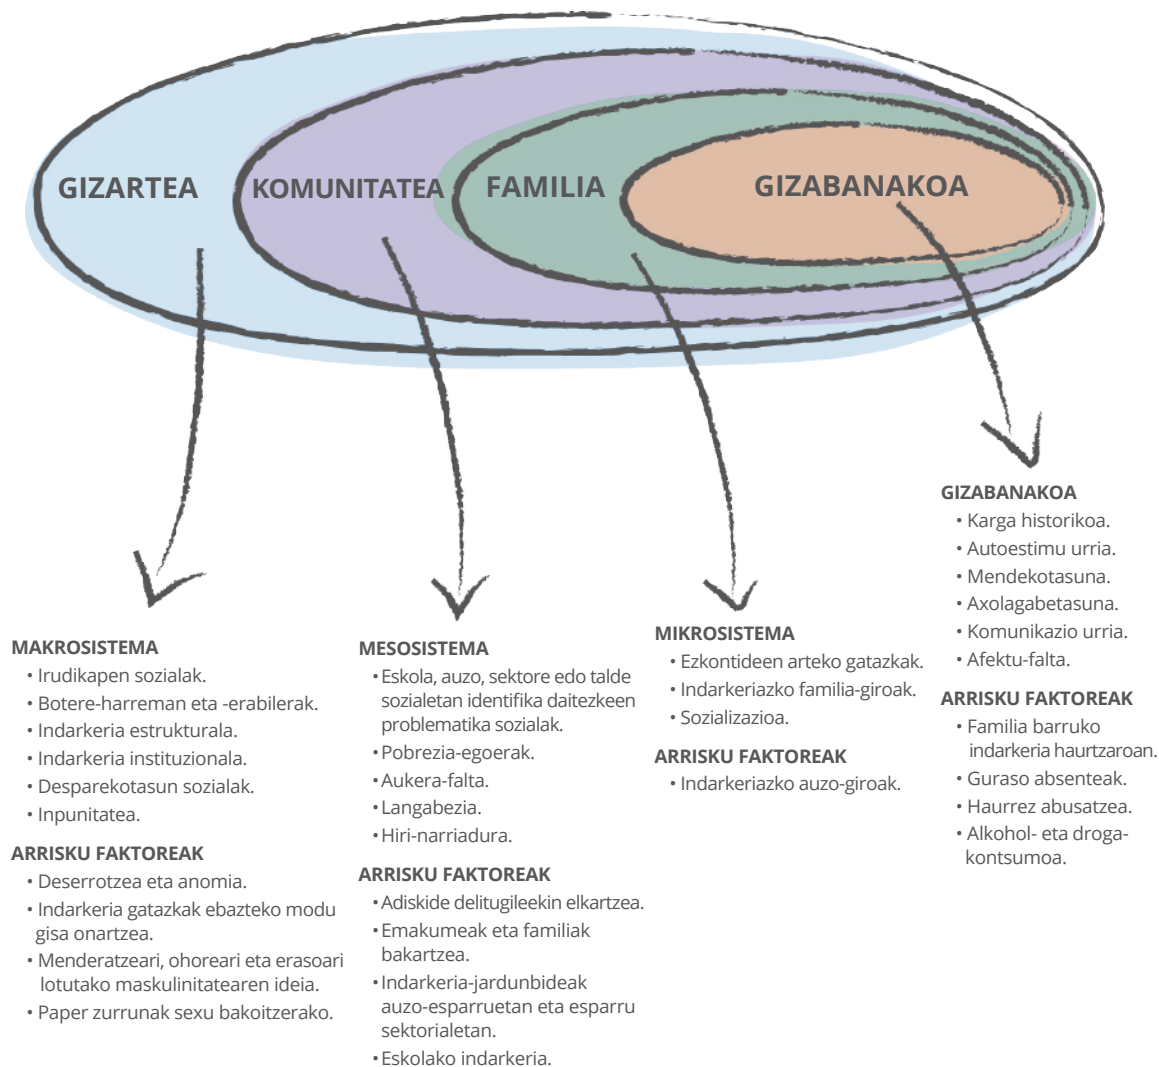 GIZARTEA
KOMUNITATEA
FAMILIA
GIZABANAKOA
MAKROSISTEMA
• Irudikapen sozialak.
• Botere-harreman eta -erabilerak.
• Indarkeria estrukturala.
• Indarkeria instituzionala.
• Desparekotasun sozialak.
• Inpunitatea.
ARRISKU FAKTOREAK
• Deserrotzea eta anomia.
• Indarkeria gatazkak ebazteko modu
gisa onartzea.
• Menderatzeari, ohoreari eta erasoari
lotutako maskulinitatearen ideia.
• Paper zurrunak sexu bakoitzerako.
MESOSISTEMA
• Eskola, auzo, sektore edo talde
sozialetan identifika daitezkeen
problematika sozialak.
• Pobrezia-egoerak.
• Aukera-falta.
• Langabezia.
• Hiri-narriadura.
ARRISKU FAKTOREAK
• Adiskide delitugileekin elkartzea.
• Emakumeak eta familiak
bakartzea.
• Indarkeria-jardunbideak
auzo-esparruetan eta esparru
sektorialetan.
• Eskolako indarkeria.
MIKROSISTEMA
• Ezkontideen arteko gatazkak.
• Indarkeriazko familia-giroak.
• Sozializazioa.
ARRISKU FAKTOREAK
• Indarkeriazko auzo-giroak.
GIZABANAKOA
• Karga historikoa.
• Autoestimu urria.
• Mendekotasuna.
• Axolagabetasuna.
• Komunikazio urria.
• Afektu-falta.
ARRISKU FAKTOREAK
• Familia barruko
indarkeria haurtzaroan.
• Guraso absenteak.
• Haurrez abusatzea.
• Alkohol- eta droga-
kontsumoa.